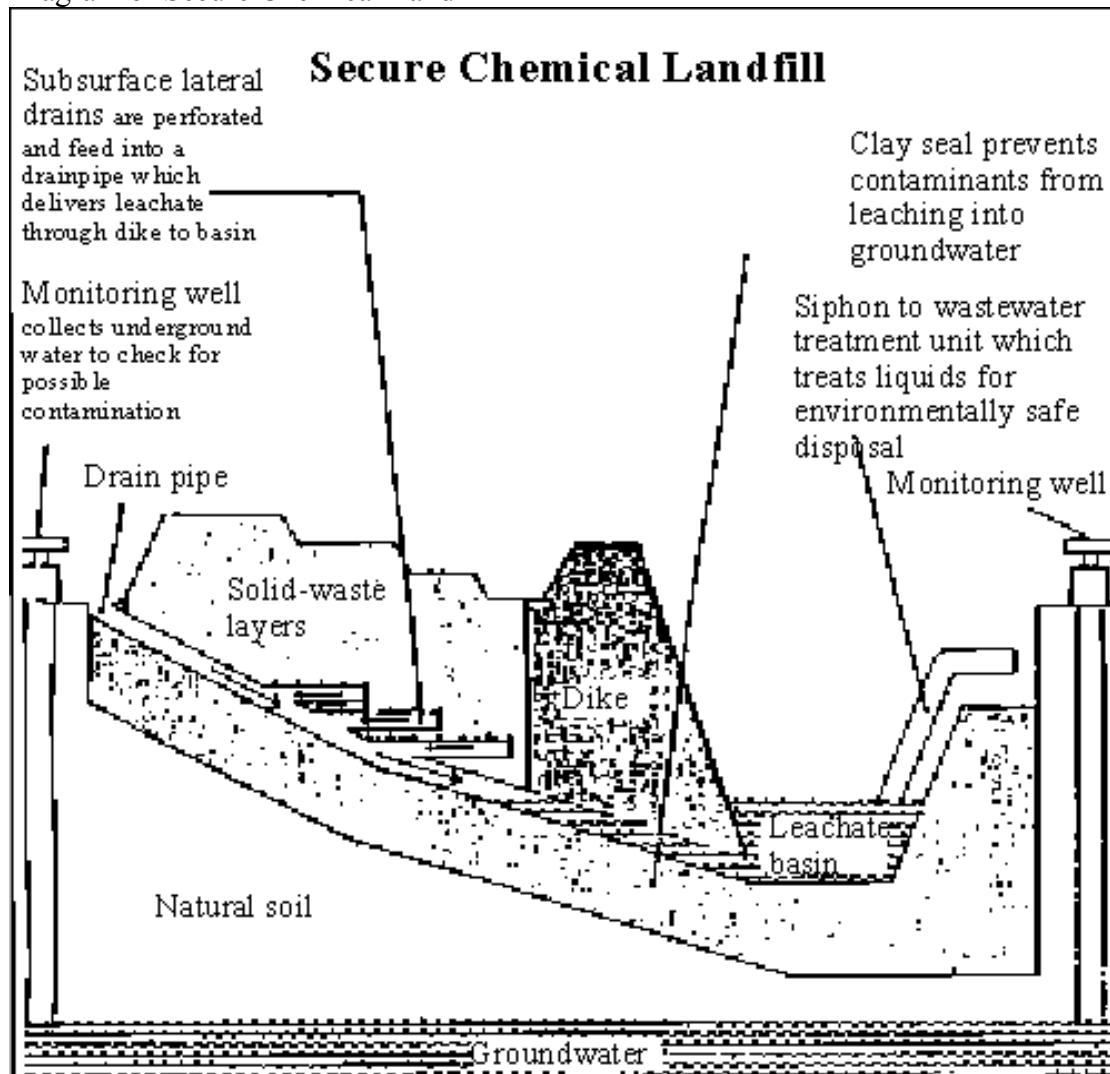 Secure Chemical Landfill
Subsurface lateral
drains are perforated
and feed into a
drainpipe which
delivers leachate
through dike to basin
Monitoring well
collects underground
water to check for
possible
contamination
Drain pipe
Clay seal prevents
contaminants from
leaching into
groundwater
Siphon to wastewater
treatment unit which
treats liquids for
environmentally safe
disposal
Monitoring well
Solid-waste
layers
Dike
Leachate
basin
Natural soil
Groundwater